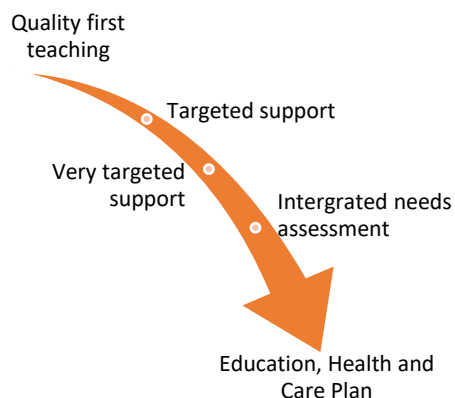 Quality first
teaching
Targeted support
Very targeted
support
Intergrated needs
assessment
Education, Health and
Care Plan